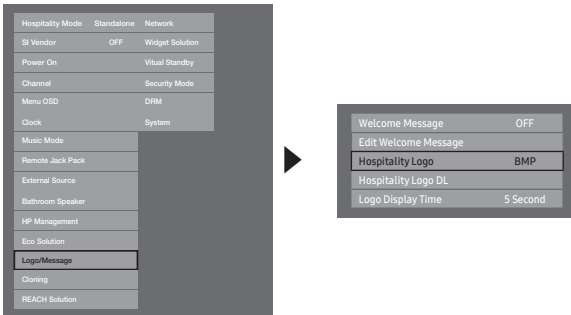 Hospitality Mode Standalone Network
SI Vendor OFF Widget Solution
Power On Vitual Standby
Channel Security Mode
Menu OSD DRM
Clock System
Music Mode
Remote Jack Pack
External Source
Bathroom Speaker
HP Management
Eco Solution
Logo/Message
Cloning
REACH Solution
Welcome Message OFF
Edit Welcome Message
Hospitality Logo BMP
Hospitality Logo DL
Logo Display Time 5 Second